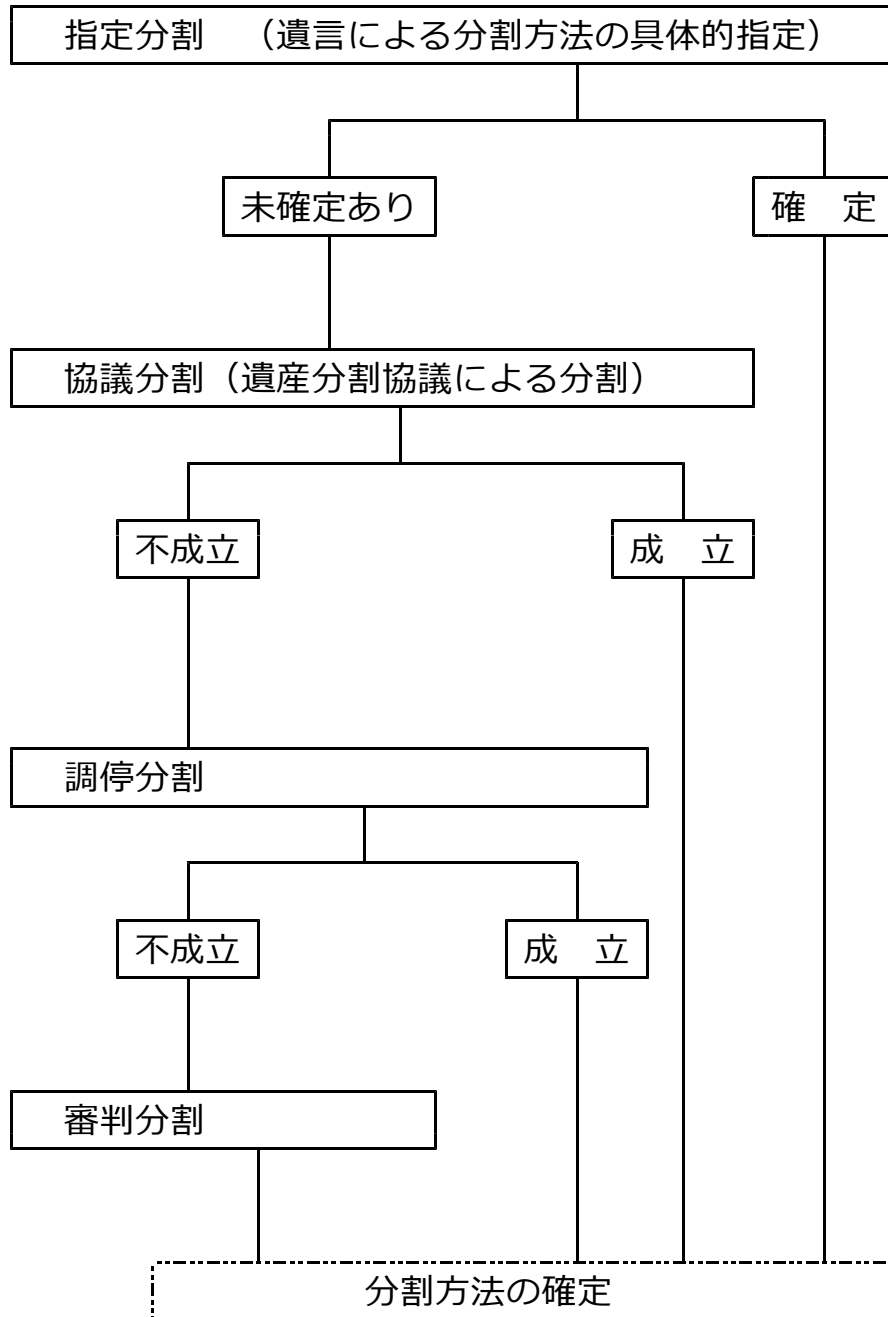 指定分割　（遺言による分割方法の具体的指定）
未確定あり
確　定
協議分割（遺産分割協議による分割）
不成立
成　立
調停分割
不成立
成　立
審判分割
分割方法の確定